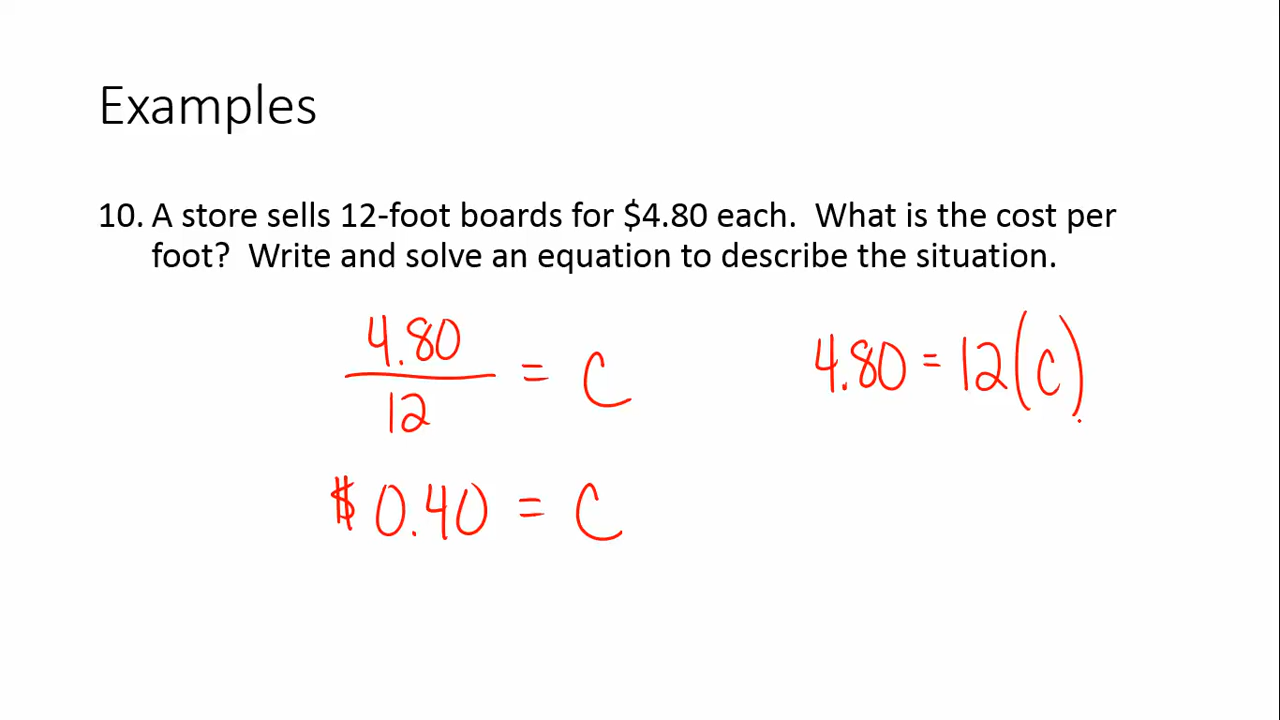 Examples
10. A store sells 12-foot boards for $4.80 each. What is the cost per
foot? Write and solve an equation to describe the situation.
4.80
12
= C
4.80 = 12(c)
$0.40 = C